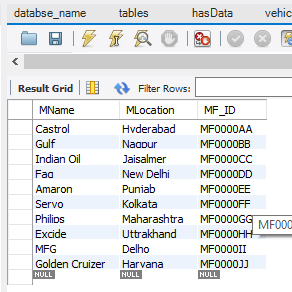 databse_name tables hasData vehic
Result Grid Filter Rows:
MName MLocation MF_ID
Castrol Hyderabad MF0000AA
Gulf Nagpur MF0000BB
Indian Oil Jaisalmer MF0000CC
Fag New Delhi MF0000DD
Amaron Punjab MF0000EE
Servo Kolkata MF0000FF
Philips Maharashtra MF0000GG
Excide Uttrakhand MF0000HH
MFG Delho MF0000II
Golden Cruizer Haryana MF0000JJ
NULL NULL NULL
MF000